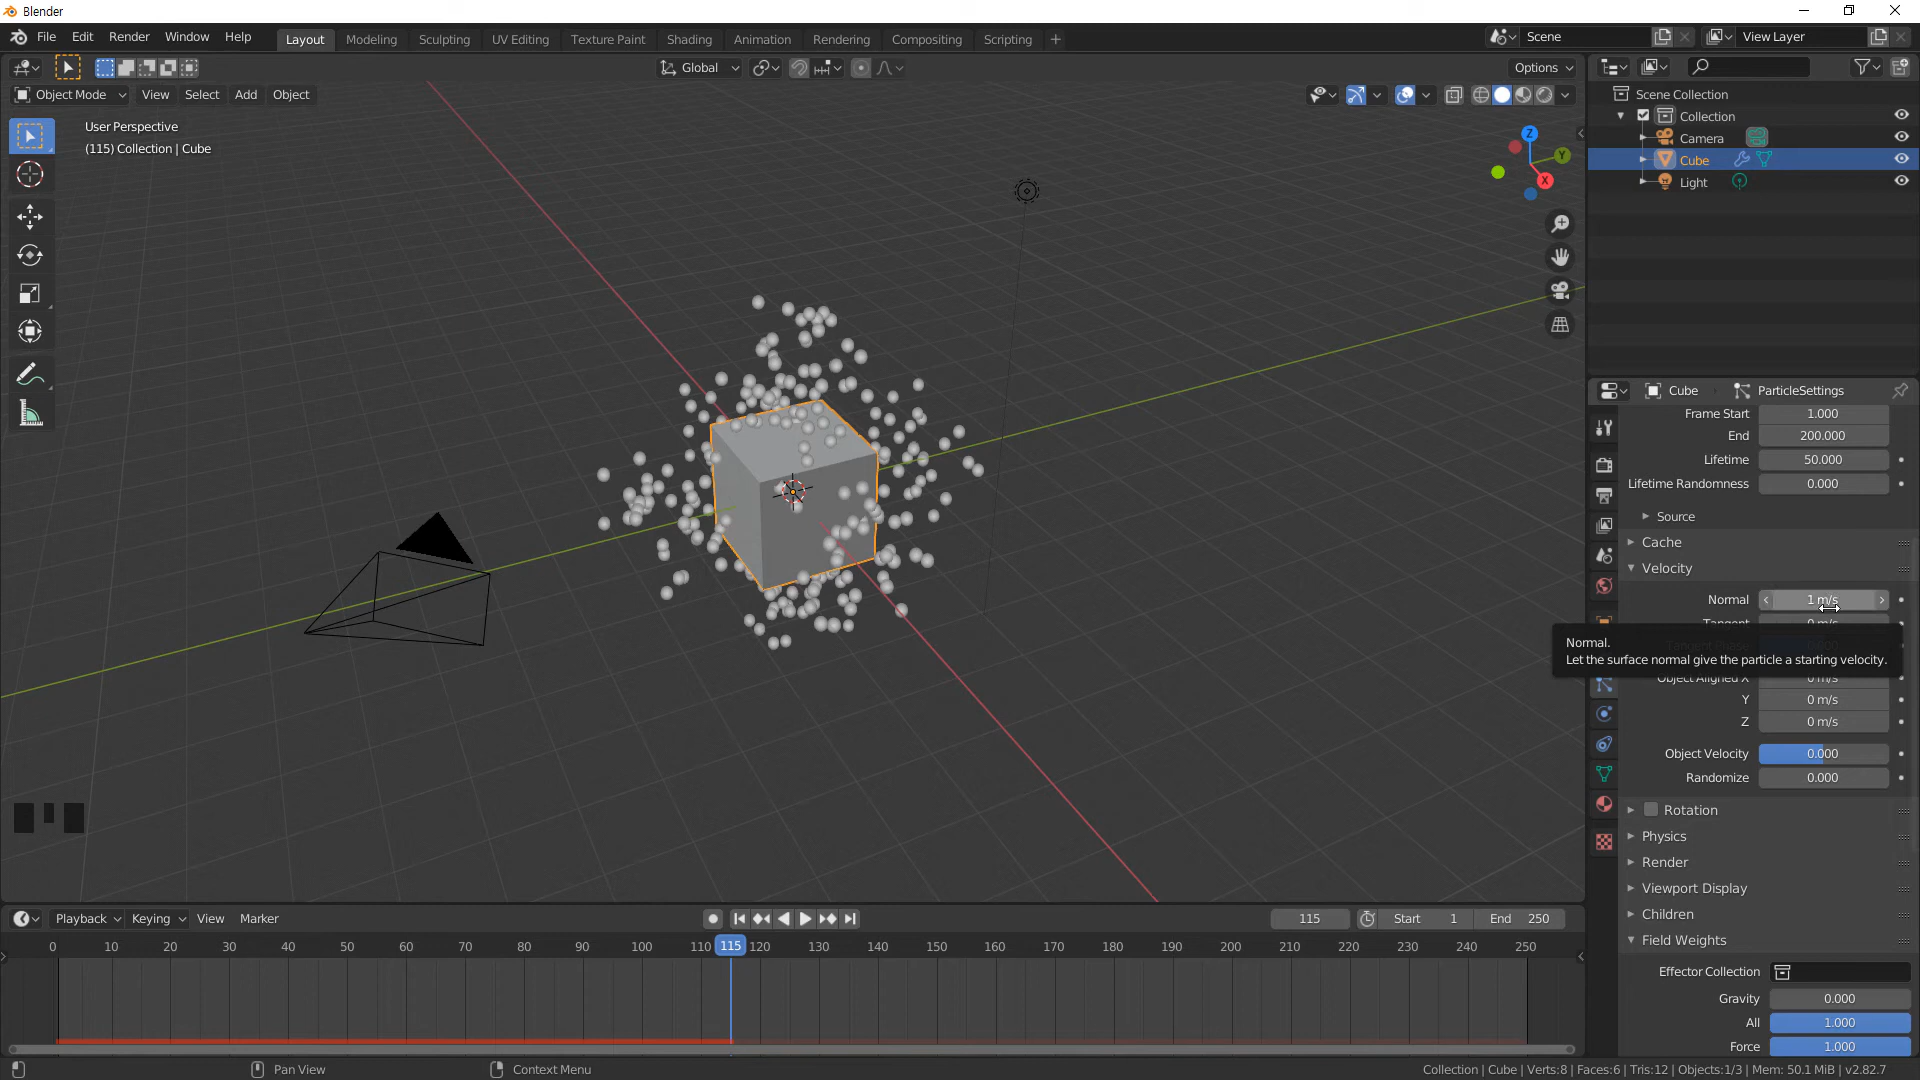 Blender
File Edit Render Window Help Layout Modeling Sculpting UV Editing Texture Paint Shading Animation Rendering Compositing Scripting + Scene View Layer
Global Options
Object Mode View Select Add Object
User Perspective
(115) Collection | Cube
Z
Y
X
Scene Collection
Collection
Camera
Cube
Light
Cube ParticleSettings
Frame Start 1.000
End 200.000
Lifetime 50.000
Lifetime Randomness 0.000
Source
Cache
Velocity
Normal 1 m/s
Tangent 0 m/s
Normal.
Let the surface normal give the particle a starting velocity.
Object Aligned X 0 m/s
Y 0 m/s
Z 0 m/s
Object Velocity 0.000
Randomize 0.000
Rotation
Physics
Render
Viewport Display
Children
Field Weights
Effector Collection
Gravity 0.000
All 1.000
Force 1.000
Playback Keying View Marker 115 Start 1 End 250
0 10 20 30 40 50 60 70 80 90 100 110 115 120 130 140 150 160 170 180 190 200 210 220 230 240 250
Pan View Context Menu Collection | Cube | Verts:8 | Faces:6 | Tris:12 | Objects:1/3 | Mem: 50.1 MiB | v2.82.7